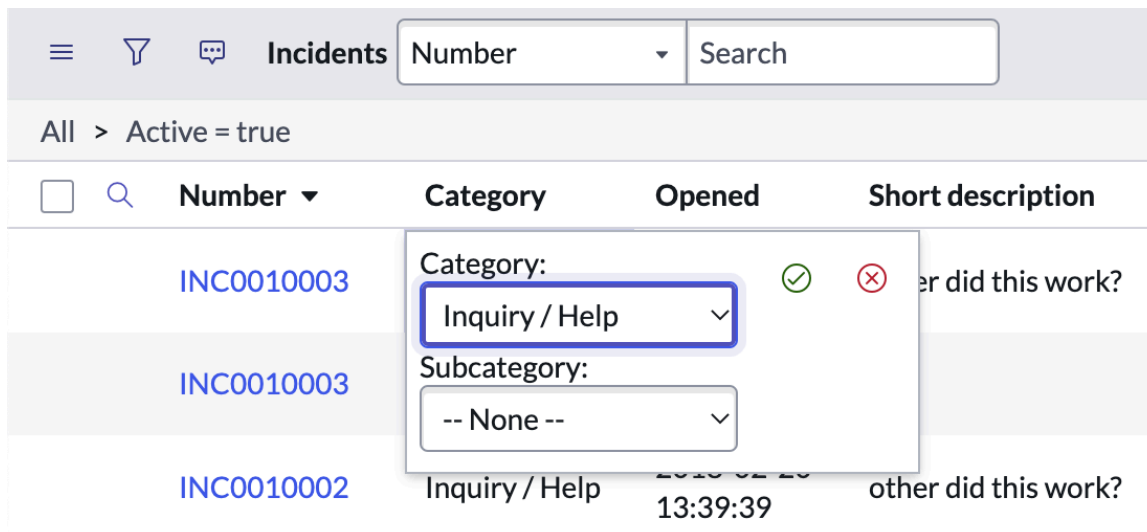 Incidents Number Search
All > Active = true
Number Category Opened Short description
Category:
INC0010003 er did this work?
Inquiry / Help
Subcategory:
INC0010003
-- None --
INC0010002 Inquiry / Help 13:39:39 other did this work?